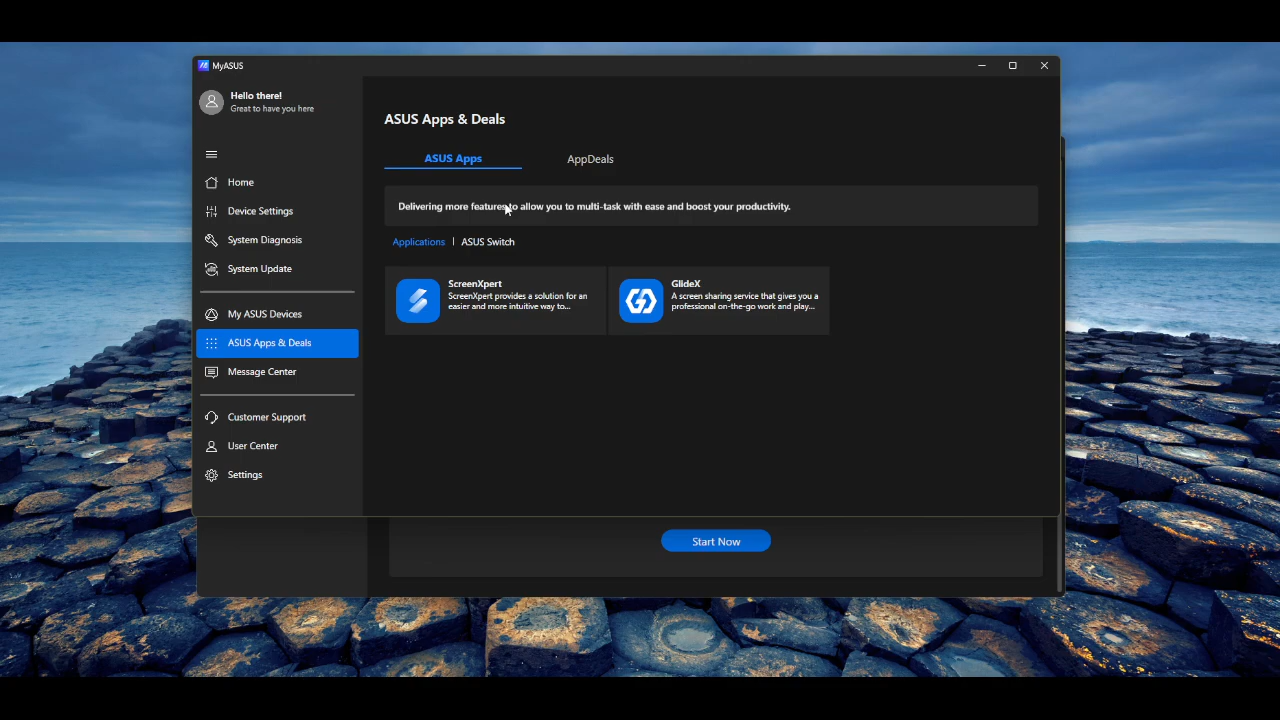 MyASUS
Hello there!
Great to have you here
Home
Device Settings
System Diagnosis
System Update
My ASUS Devices
ASUS Apps & Deals
Message Center
Customer Support
User Center
Settings
ASUS Apps & Deals
ASUS Apps AppDeals
Delivering more features to allow you to multi-task with ease and boost your productivity.
Applications | ASUS Switch
ScreenXpert
ScreenXpert provides a solution for an
easier and more intuitive way to...
GlideX
A screen sharing service that gives you a
professional on-the-go work and play...
Start Now